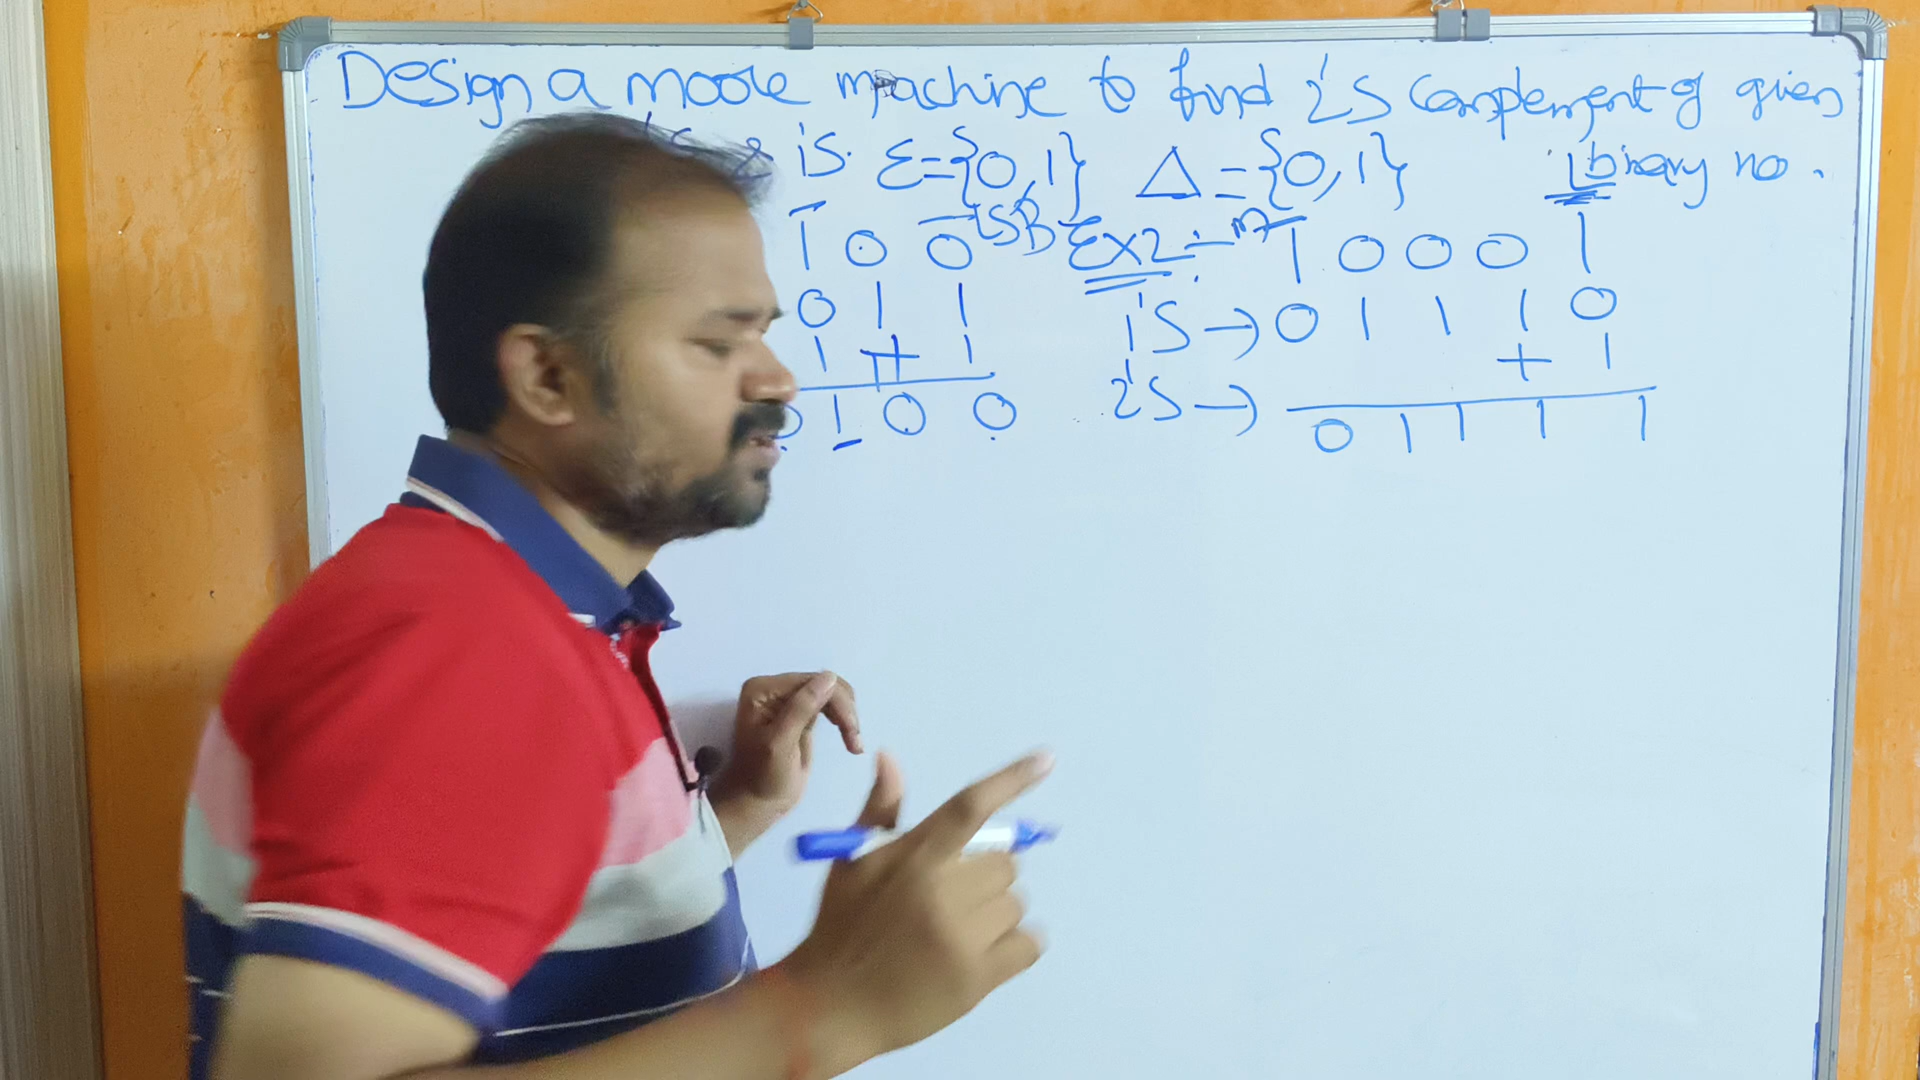 Design a moore machine to find 2's complement of given
is. Σ={0,1} Δ={0,1} binary no.
1 0 0 LSB Ex2:- 1 0 0 0 1
0 1 1 1's → 0 1 1 1 0
1 + 1 + 1
0 1 0 0 2's → 0 1 1 1 1